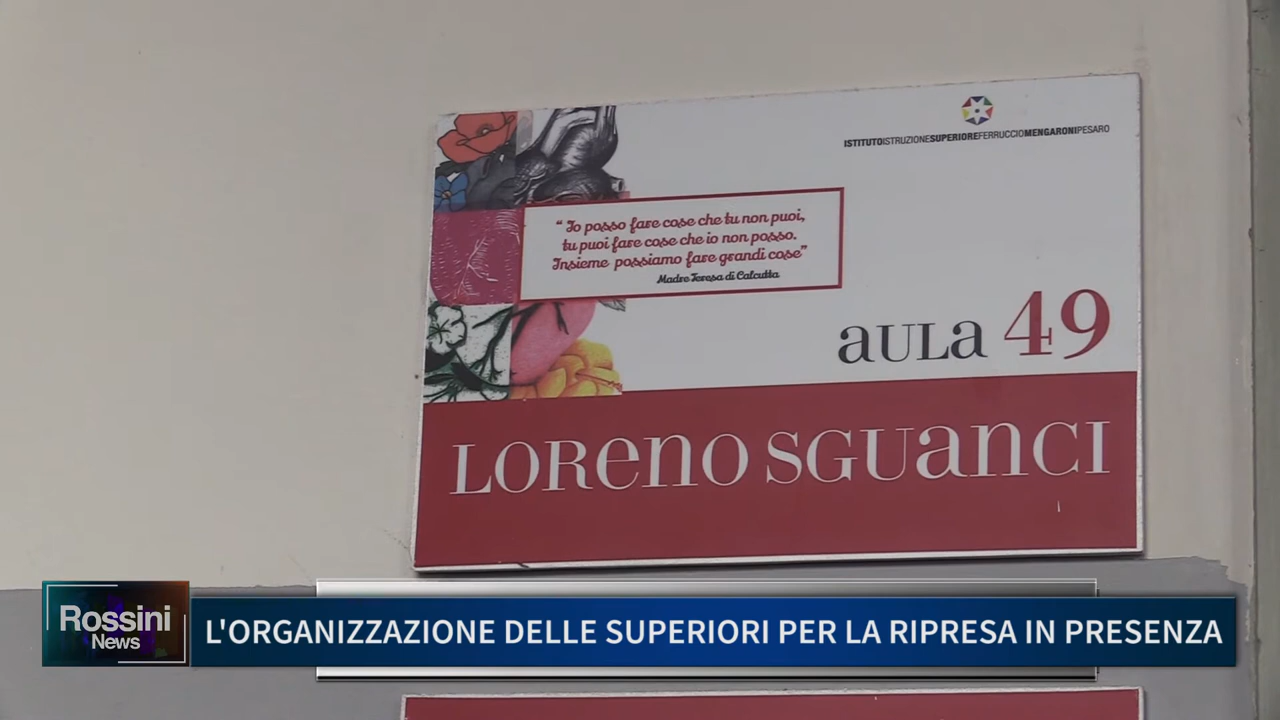 ISTITUTOISTRUZIONESUPERIOREFERRUCCIOMENGARONIPESARO
“ Io posso fare cose che tu non puoi,
tu puoi fare cose che io non posso.
Insieme possiamo fare grandi cose”
Madre Teresa di Calcutta
AULA 49
LORENO SGUANCI
Rossini
News
L'ORGANIZZAZIONE DELLE SUPERIORI PER LA RIPRESA IN PRESENZA